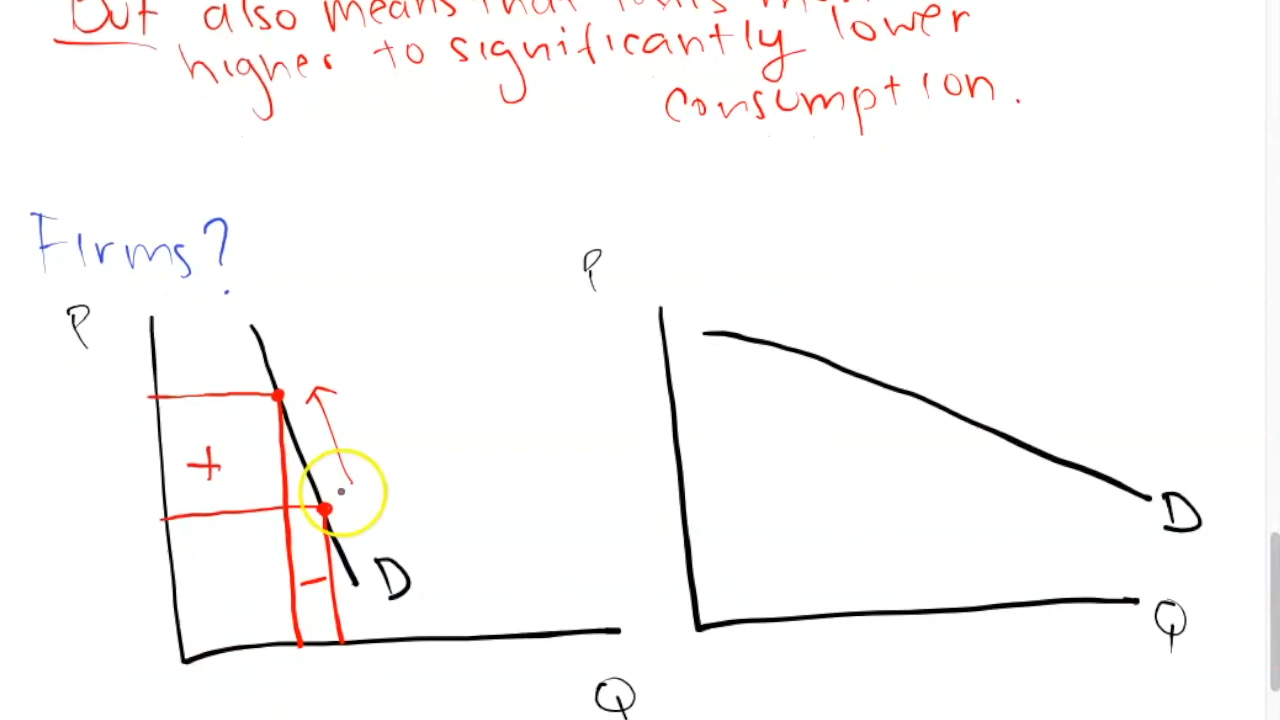 But also means that
higher to significantly lower
consumption.
Firms?
P
P
+
-
D
D
Q
Q